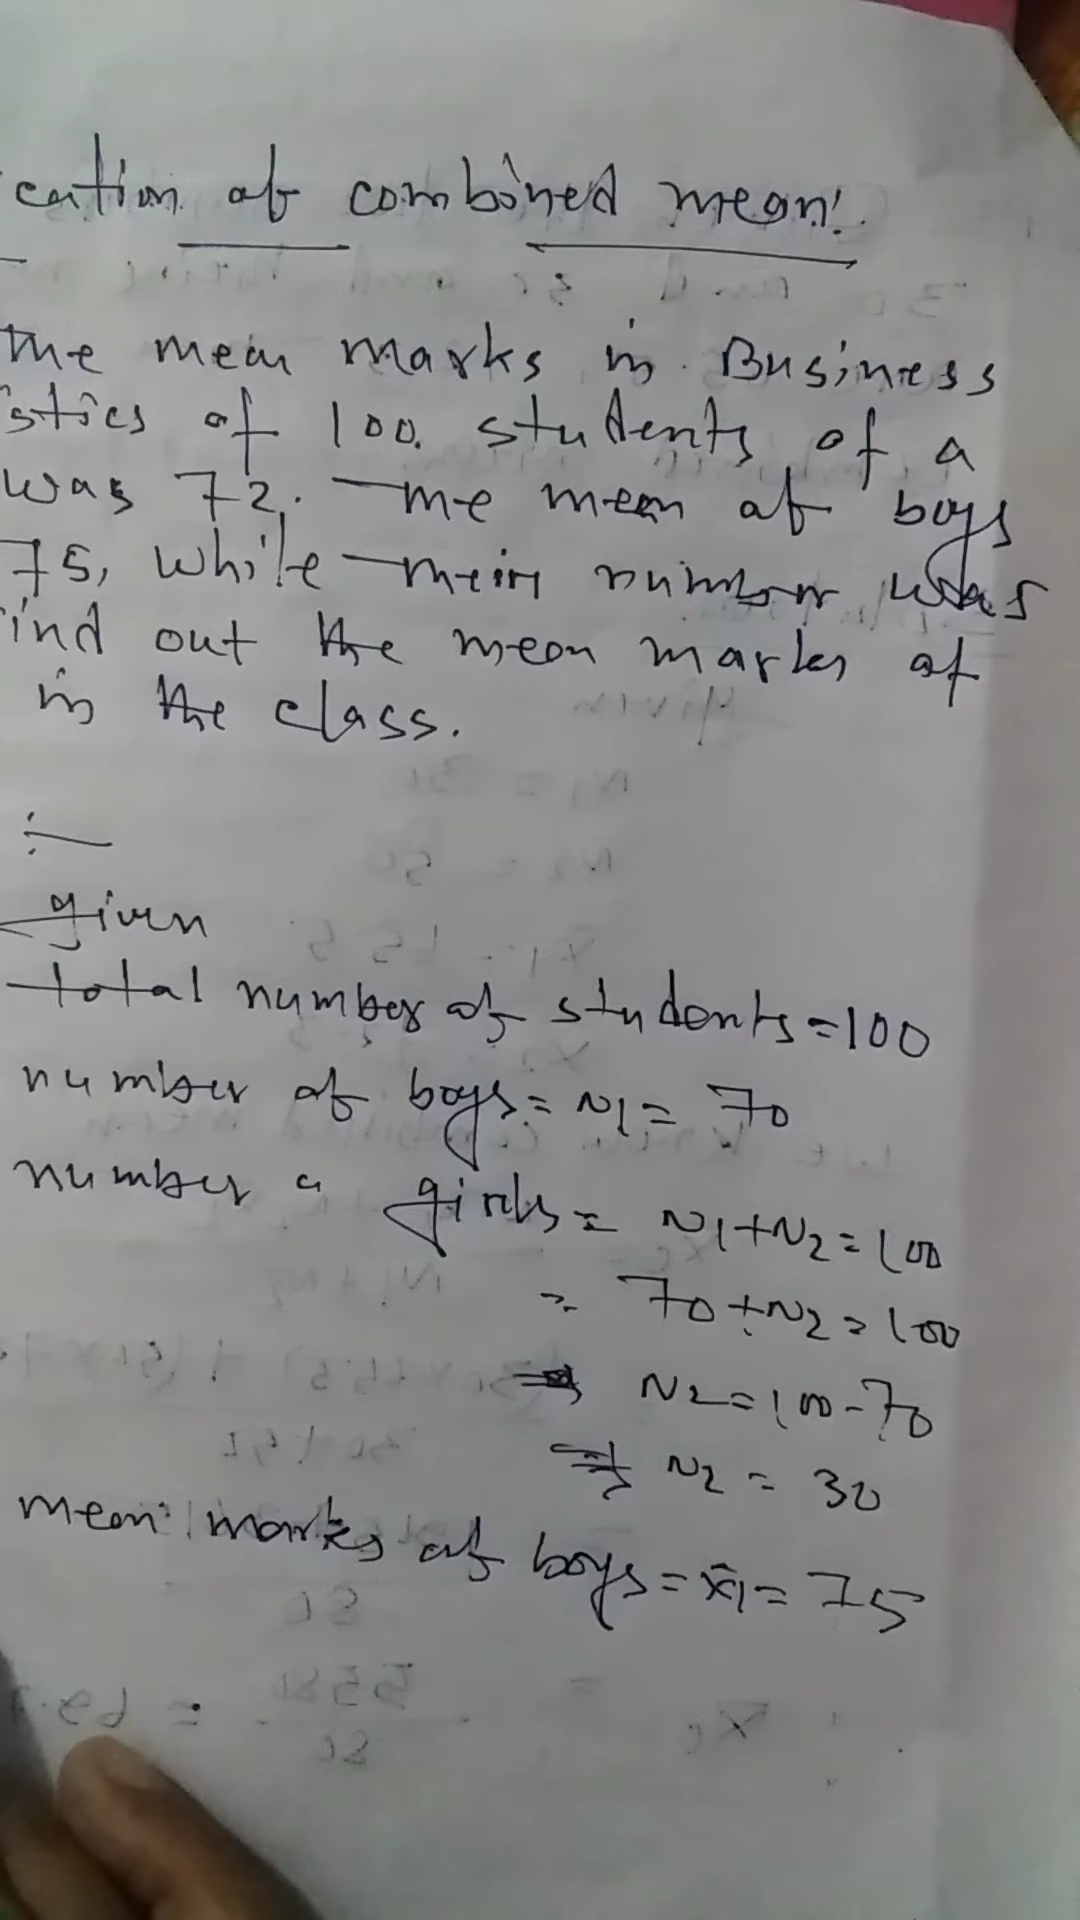 cation of combined mean:
the mean marks in Business
istics of 100 students of a
was 72. The mean of boys
75, while their number was
ind out the mean marks of
in the class.
:-
given
total number of students = 100
number of boys = N1 = 70
number " girls = N1+N2 = 100
= 70+N2 = 100
⇒ N2 = 100-70
⇒ N2 = 30
mean marks of boys = x̄1 = 75